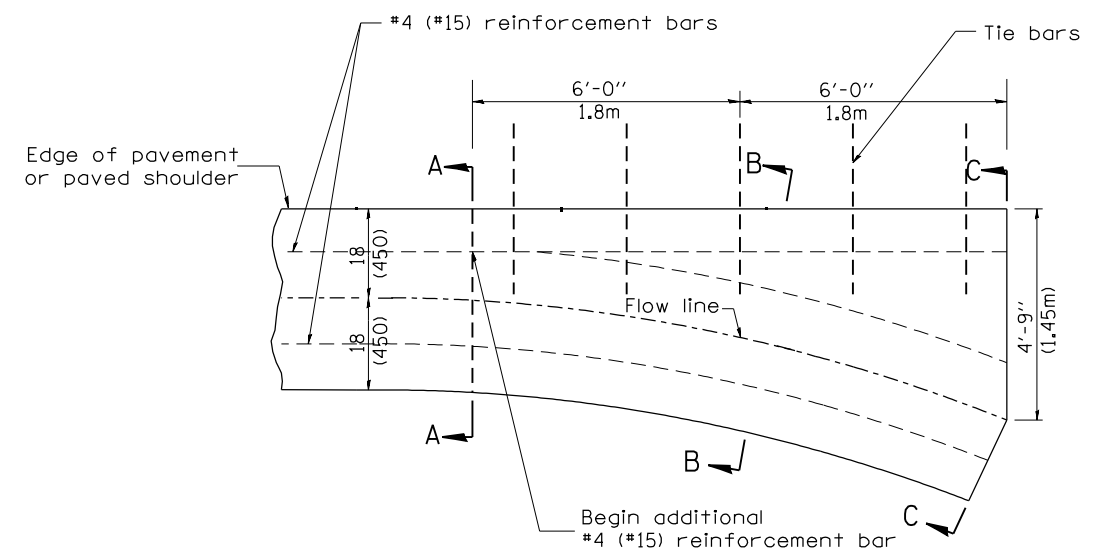 #4 (#15) reinforcement bars
Tie bars
6'-0''
1.8m
6'-0''
1.8m
Edge of pavement
or paved shoulder
A
B
C
18
(450)
18
(450)
Flow line
4'-9''
(1.45m)
A
B
C
Begin additional
#4 (#15) reinforcement bar